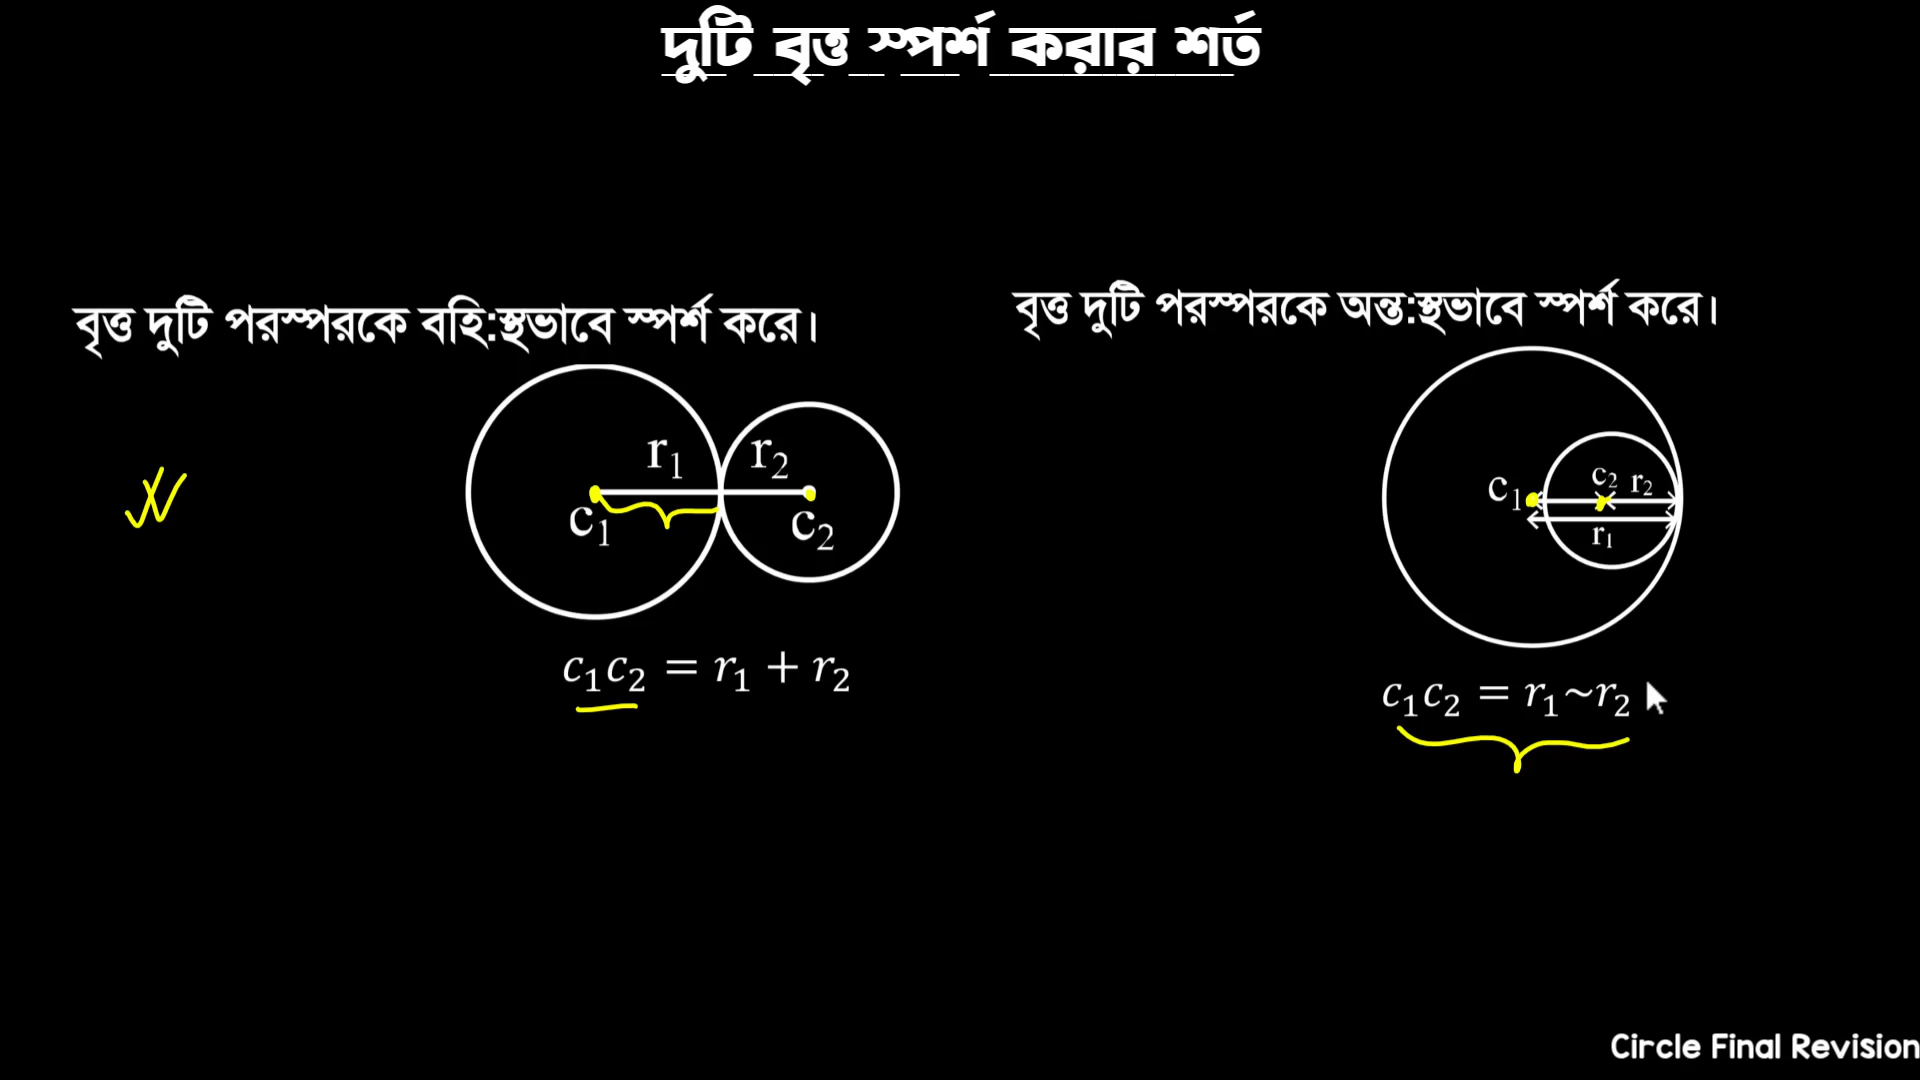 দুটি বৃত্ত স্পর্শ করার শর্ত
বৃত্ত দুটি পরস্পরকে বহি:স্থভাবে স্পর্শ করে।
r₁ r₂
c₁ c₂
c₁c₂ = r₁ + r₂
বৃত্ত দুটি পরস্পরকে অন্ত:স্থভাবে স্পর্শ করে।
c₁ c₂ r₂
r₁
c₁c₂ = r₁~r₂
Circle Final Revision